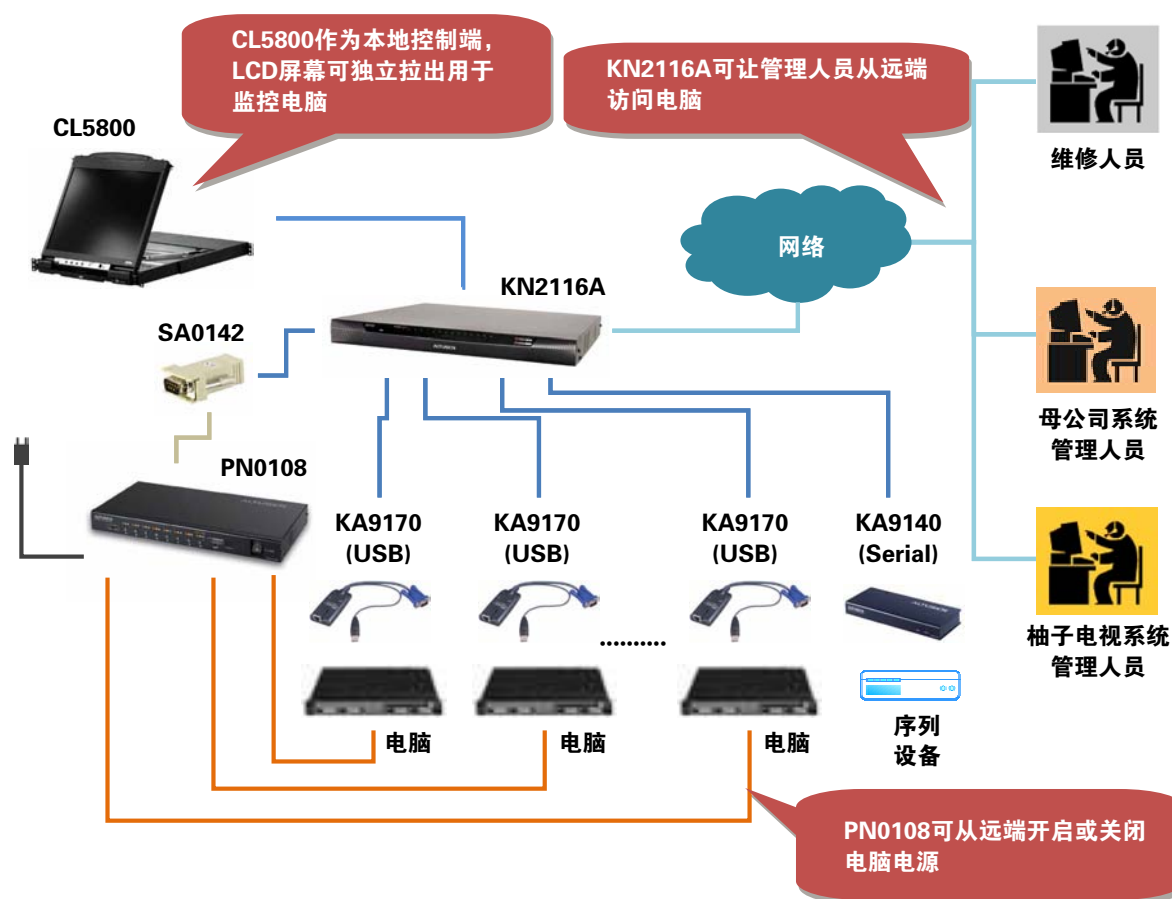 CL5800作为本地控制端，
LCD屏幕可独立拉出用于
监控电脑
KN2116A可让管理人员从远端
访问电脑
CL5800
维修人员
网络
KN2116A
SA0142
母公司系统
管理人员
PN0108
KA9170
(USB)
KA9170
(USB)
KA9170
(USB)
KA9140
(Serial)
..........
柚子电视系统
管理人员
电脑
电脑
电脑
序列
设备
PN0108可从远端开启或关闭
电脑电源